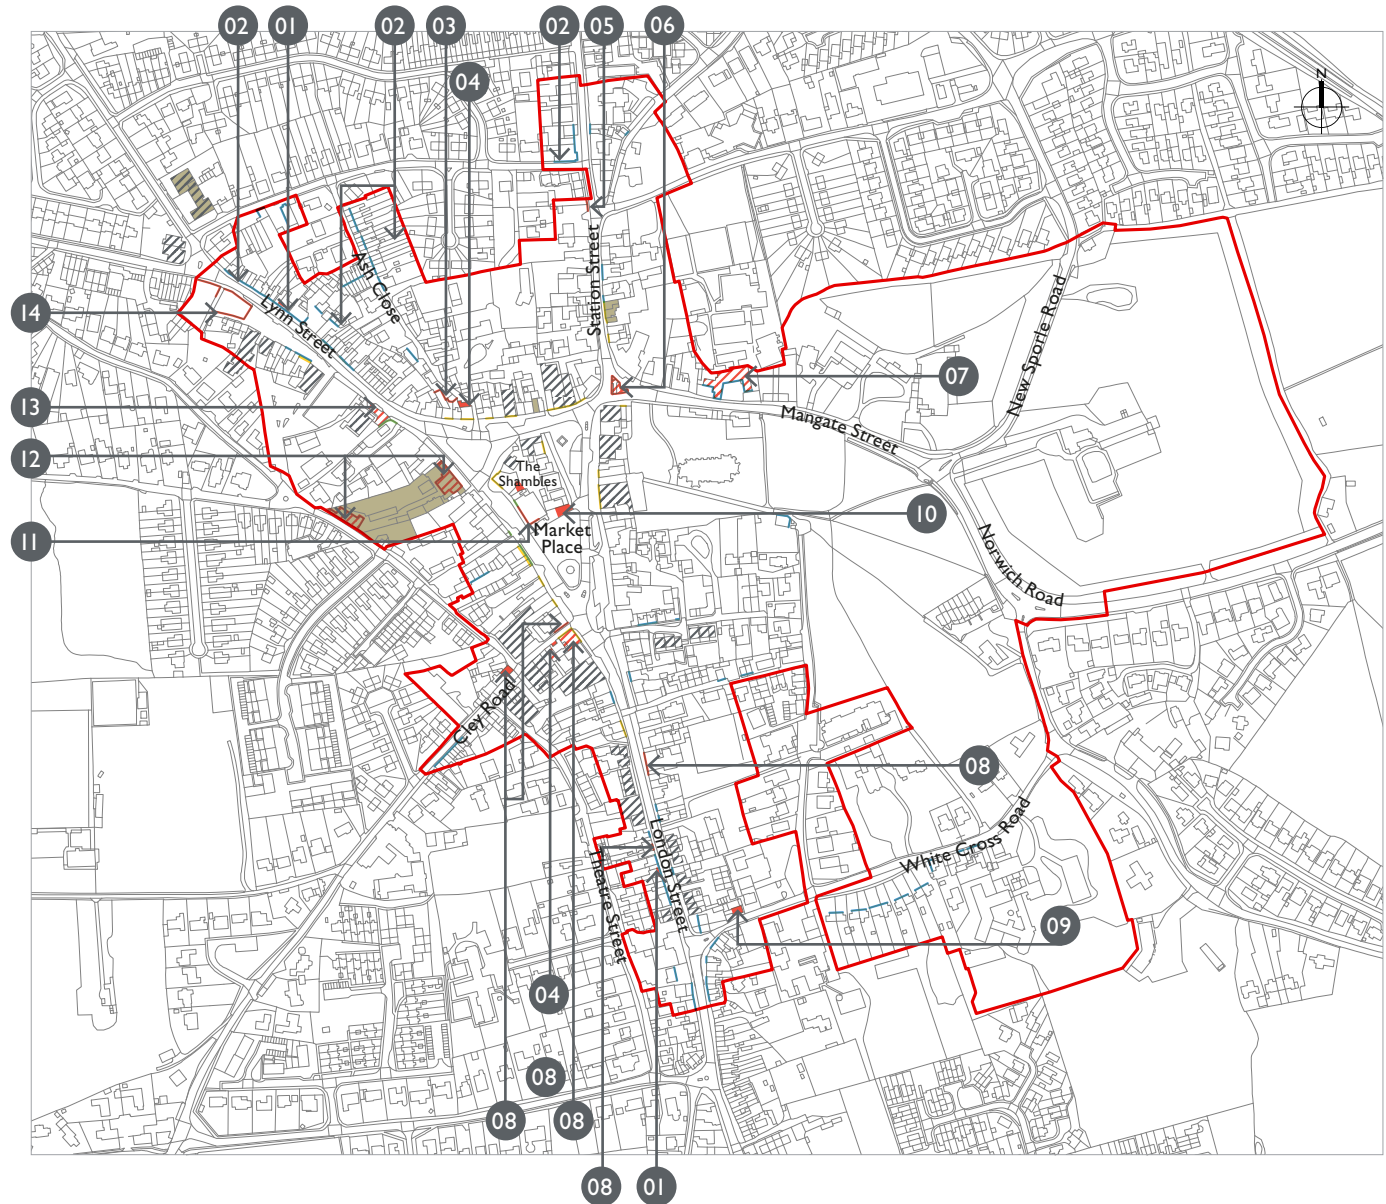 02
01
02
03
02
05
06
04
N
Station Street
Ash Close
Lynn Street
New Sporle Road
14
07
13
Mangate Street
12
The
Shambles
10
11
Market
Place
Norwich Road
Cley Road
08
London Street
White Cross Road
Theatre Street
09
04
08
08
08
08
01